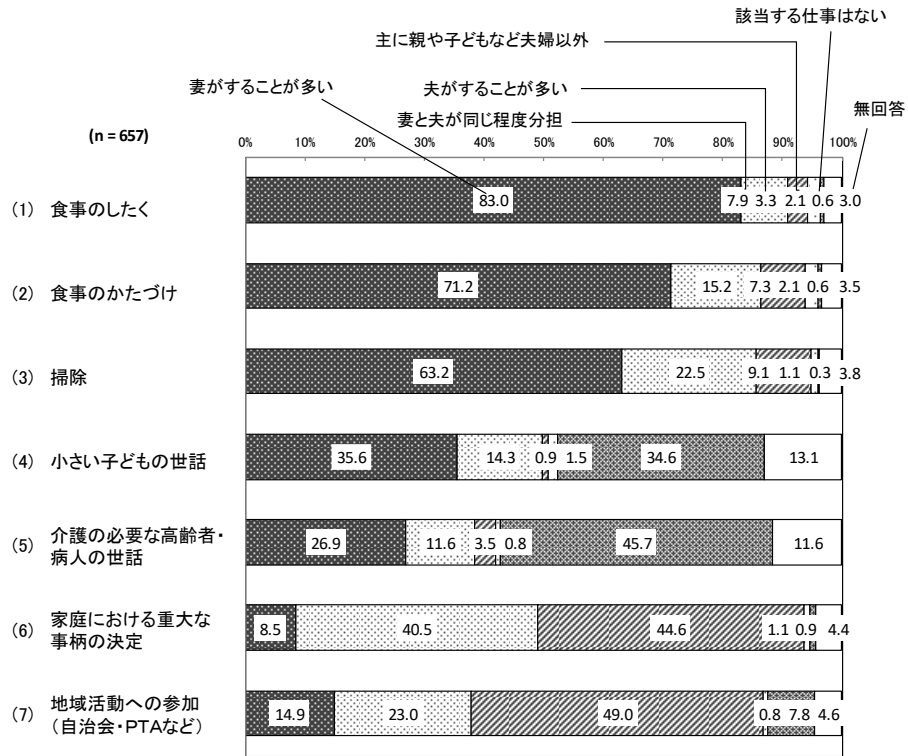 該当する仕事はない
主に親や子どもなど夫婦以外
妻がすることが多い
夫がすることが多い
無回答
妻と夫が同じ程度分担
(n = 657)
0% 10% 20% 30% 40% 50% 60% 70% 80% 90% 100%
(1) 食事のしたく
83.0 7.9 3.3 2.1 0.6 3.0
(2) 食事のかたづけ
71.2 15.2 7.3 2.1 0.6 3.5
(3) 掃除
63.2 22.5 9.1 1.1 0.3 3.8
(4) 小さい子どもの世話
35.6 14.3 0.9 1.5 34.6 13.1
(5) 介護の必要な高齢者・
病人の世話
26.9 11.6 3.5 0.8 45.7 11.6
(6) 家庭における重大な
事柄の決定
8.5 40.5 44.6 1.1 0.9 4.4
(7) 地域活動への参加
(自治会・PTAなど)
14.9 23.0 49.0 0.8 7.8 4.6